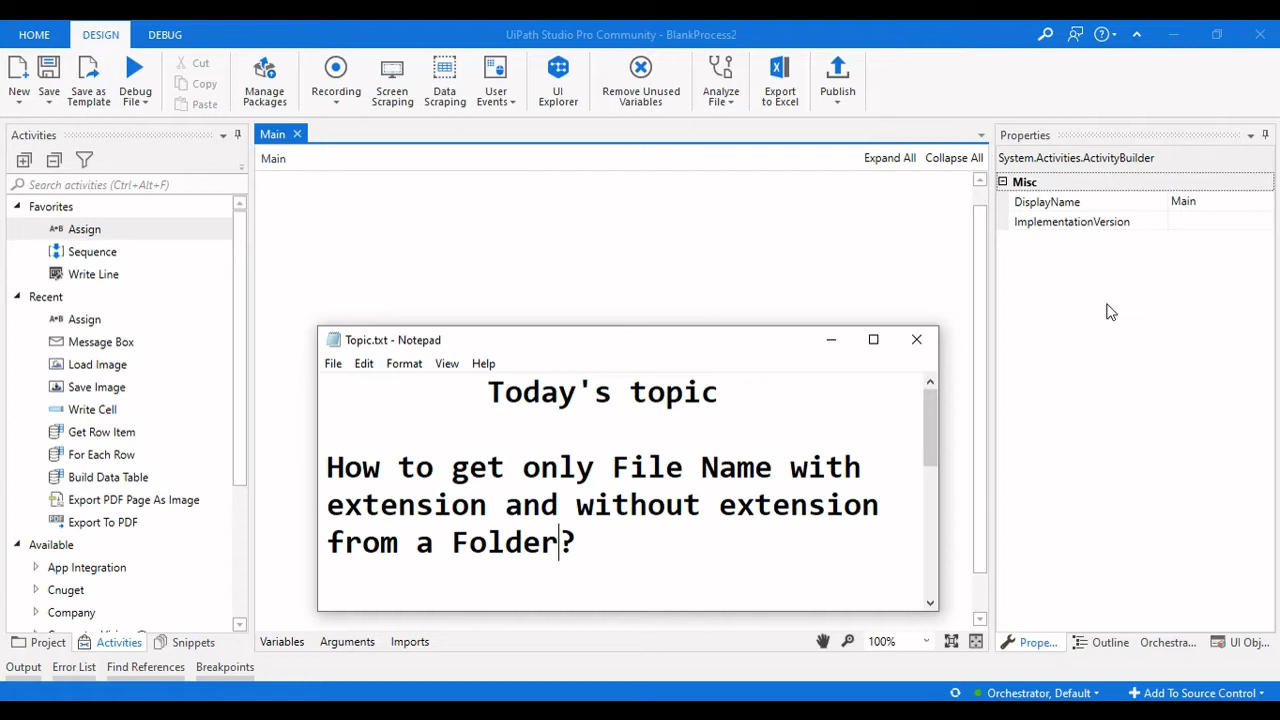 HOME DESIGN DEBUG UiPath Studio Pro Community - BlankProcess2
New Save Save as Template Debug File Cut Copy Paste Manage Packages Recording Screen Scraping Data Scraping User Events UI Explorer Remove Unused Variables Analyze File Export to Excel Publish
Activities
Search activities (Ctrl+Alt+F)
Favorites
A*B Assign
Sequence
Write Line
Recent
A*B Assign
Message Box
Load Image
Save Image
Write Cell
Get Row Item
For Each Row
Build Data Table
Export PDF Page As Image
Export To PDF
Available
App Integration
Cnuget
Company
Project Activities Snippets
Main
Main Expand All Collapse All
Topic.txt - Notepad
File Edit Format View Help
Today's topic
How to get only File Name with
extension and without extension
from a Folder?
Variables Arguments Imports 100%
Properties
System.Activities.ActivityBuilder
Misc
DisplayName Main
ImplementationVersion
Prope... Outline Orchestra... UI Obj...
Output Error List Find References Breakpoints
Orchestrator, Default Add To Source Control